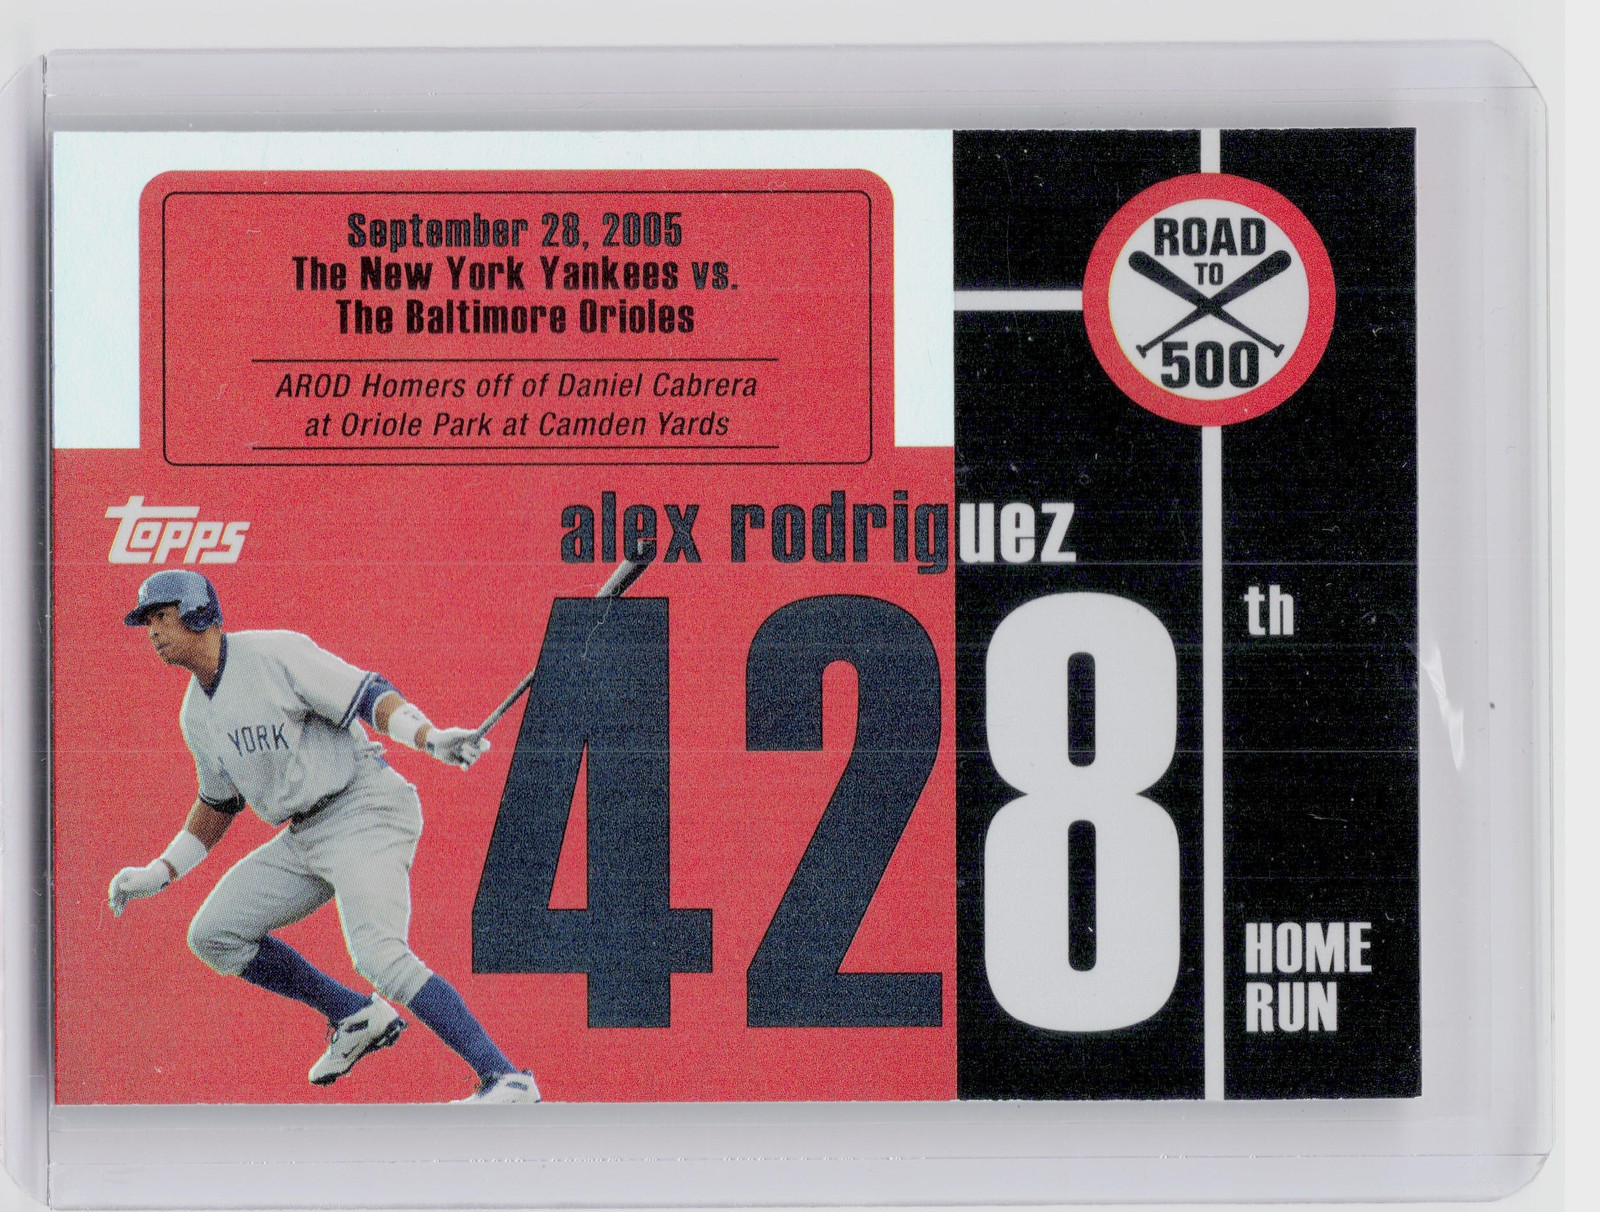 September 28, 2005
The New York Yankees vs.
The Baltimore Orioles
AROD Homers off of Daniel Cabrera
at Oriole Park at Camden Yards
ROAD
TO
500
topps
alex rodriguez
YORK
428
th
HOME
RUN